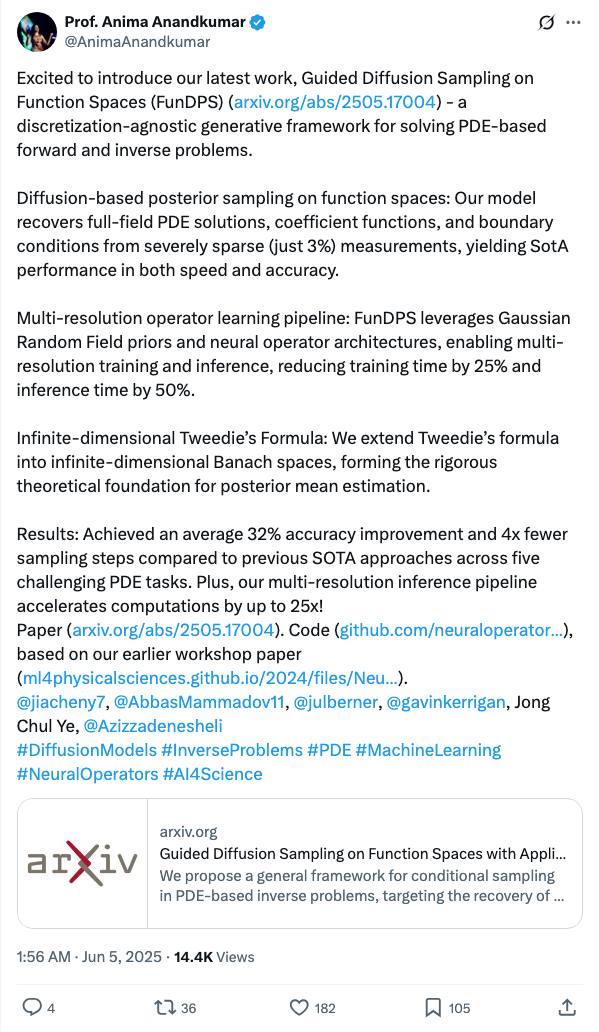 Prof. Anima Anandkumar
@AnimaAnandkumar
Excited to introduce our latest work, Guided Diffusion Sampling on
Function Spaces (FunDPS) (arxiv.org/abs/2505.17004) - a
discretization-agnostic generative framework for solving PDE-based
forward and inverse problems.
Diffusion-based posterior sampling on function spaces: Our model
recovers full-field PDE solutions, coefficient functions, and boundary
conditions from severely sparse (just 3%) measurements, yielding SotA
performance in both speed and accuracy.
Multi-resolution operator learning pipeline: FunDPS leverages Gaussian
Random Field priors and neural operator architectures, enabling multi-
resolution training and inference, reducing training time by 25% and
inference time by 50%.
Infinite-dimensional Tweedie’s Formula: We extend Tweedie’s formula
into infinite-dimensional Banach spaces, forming the rigorous
theoretical foundation for posterior mean estimation.
Results: Achieved an average 32% accuracy improvement and 4x fewer
sampling steps compared to previous SOTA approaches across five
challenging PDE tasks. Plus, our multi-resolution inference pipeline
accelerates computations by up to 25x!
Paper (arxiv.org/abs/2505.17004). Code (github.com/neuraloperator...),
based on our earlier workshop paper
(ml4physicalsciences.github.io/2024/files/Neu...).
@jiacheny7, @AbbasMammadov11, @julberner, @gavinkerrigan, Jong
Chul Ye, @Azizzadenesheli
#DiffusionModels #InverseProblems #PDE #MachineLearning
#NeuralOperators #AI4Science
arXiv
arxiv.org
Guided Diffusion Sampling on Function Spaces with Appli...
We propose a general framework for conditional sampling
in PDE-based inverse problems, targeting the recovery of ...
1:56 AM · Jun 5, 2025 · 14.4K Views
4 36 182 105